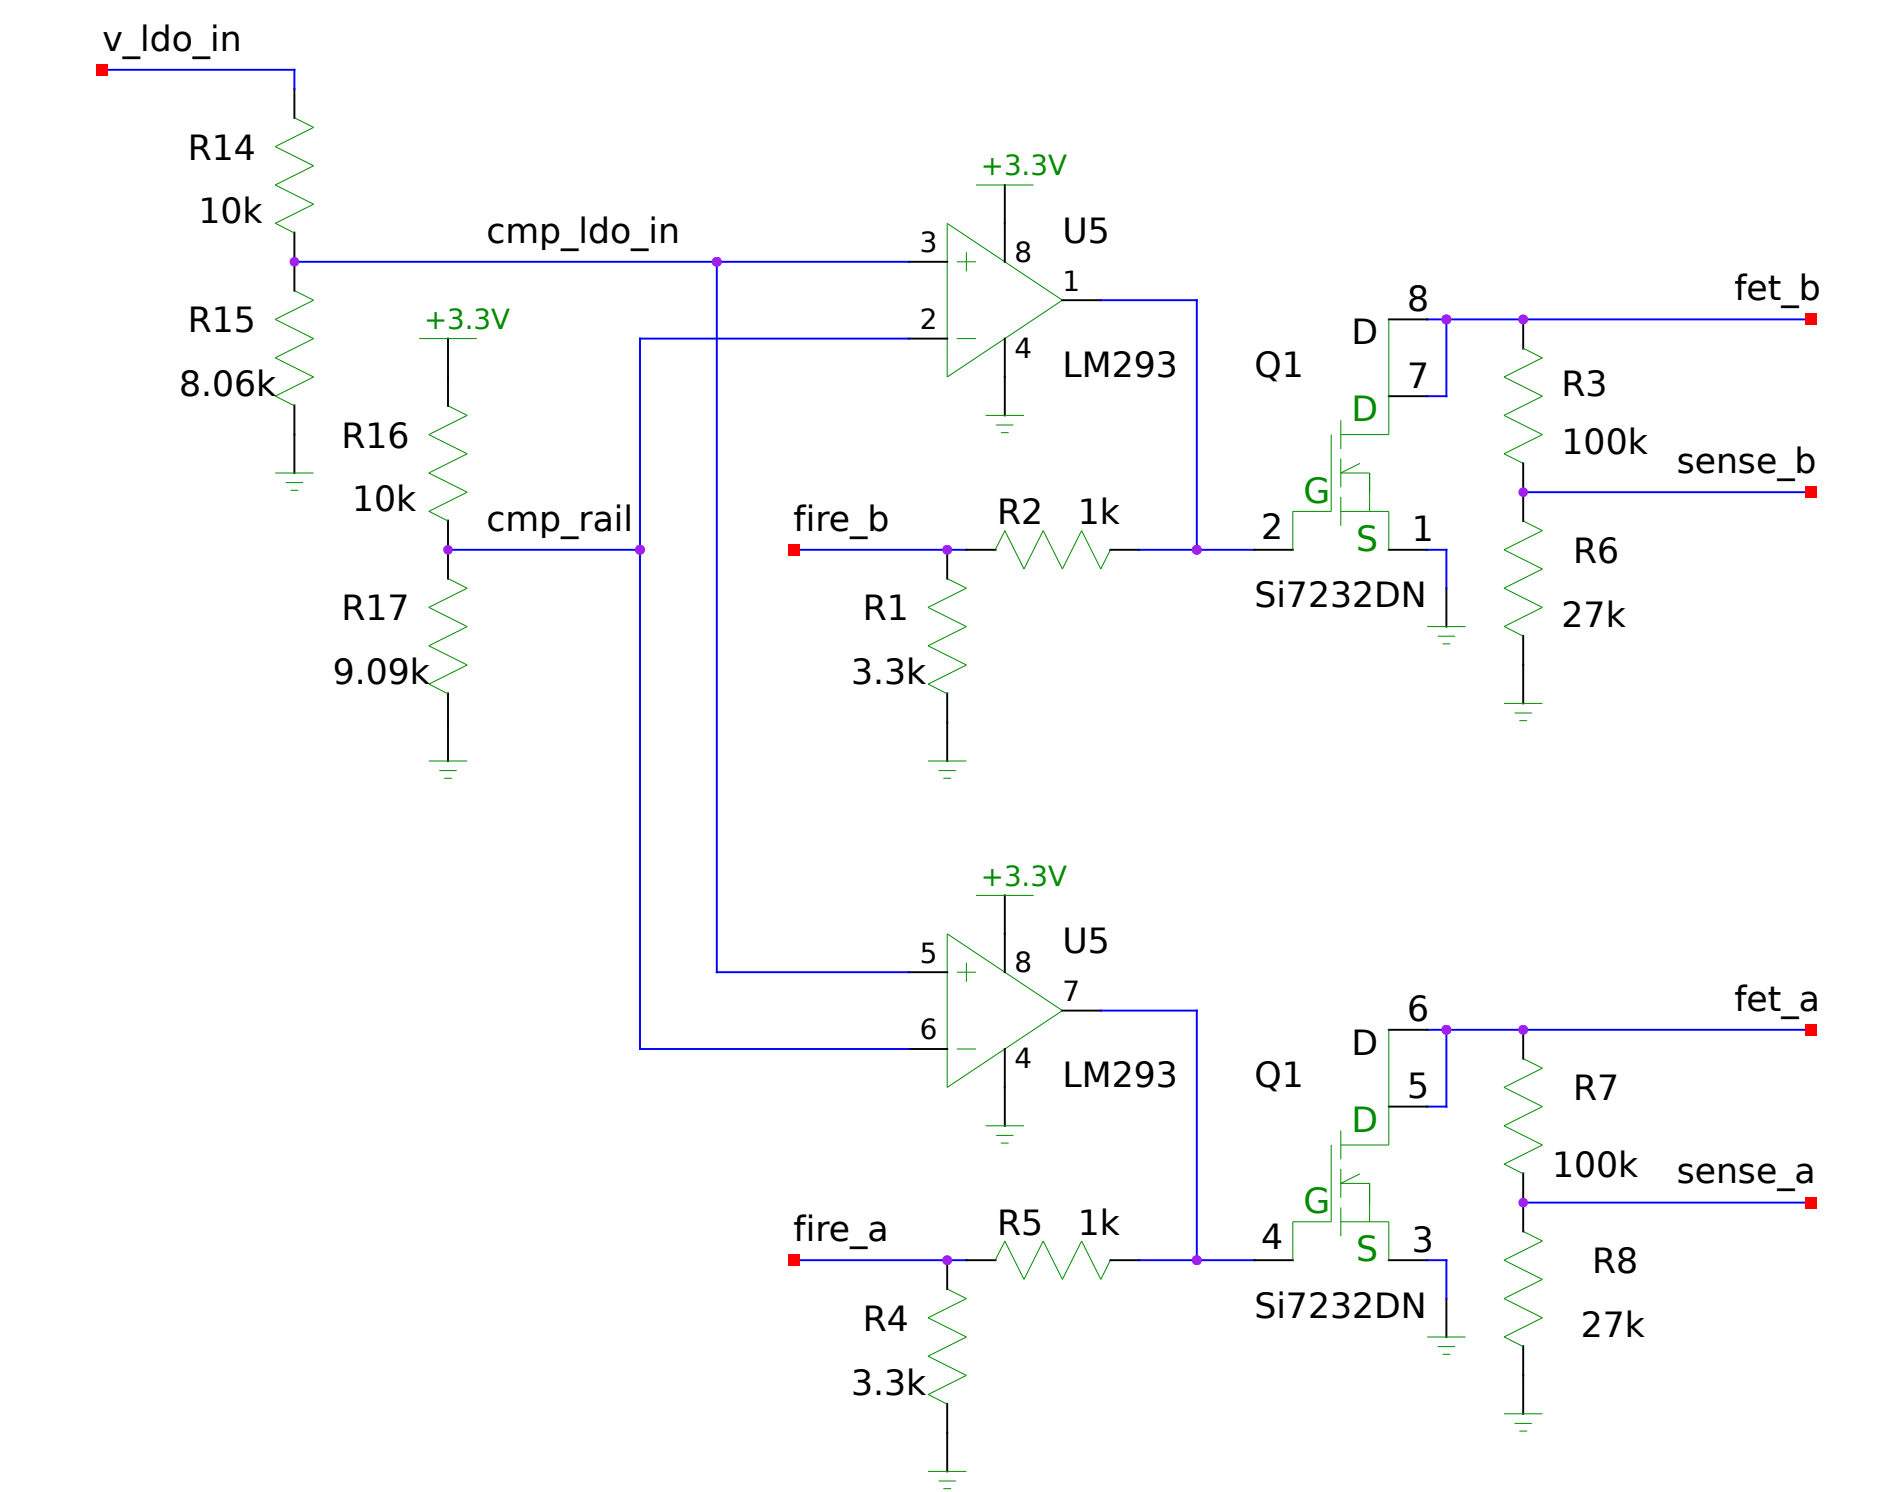 v_ldo_in
R14
10k
R15
8.06k
cmp_ldo_in
+3.3V
R16
10k
cmp_rail
R17
9.09k
+3.3V
U5
3
+
8
1
2
−
4
LM293
fire_b
R2 1k
R1
3.3k
Q1
8
D
7
D
G
2
S
1
Si7232DN
fet_b
R3
100k
sense_b
R6
27k
+3.3V
U5
5
+
8
7
6
−
4
LM293
fire_a
R5 1k
R4
3.3k
Q1
6
D
5
D
G
4
S
3
Si7232DN
fet_a
R7
100k
sense_a
R8
27k